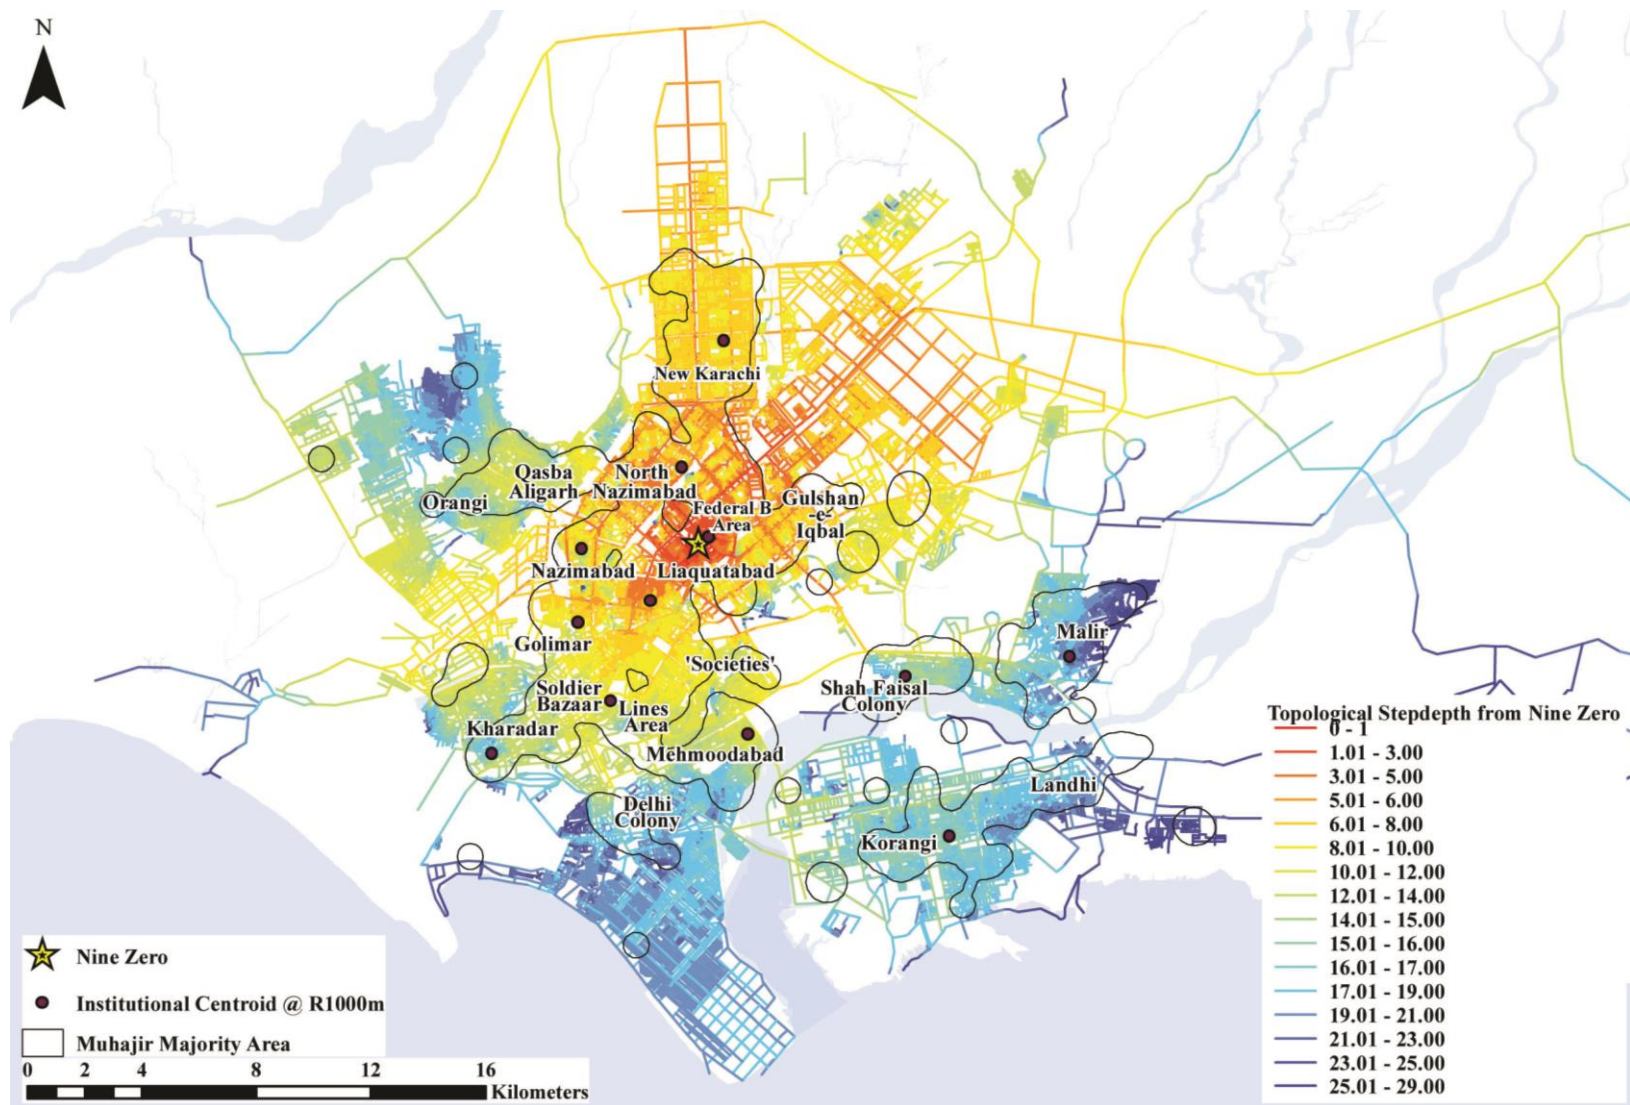 N
New Karachi
Qasba
Aligarh
North
Nazimabad
Orangi
Federal B
Area
Gulshan
-e-
Iqbal
Nazimabad
Liaquatabad
Golimar
Malir
'Societies'
Soldier
Bazaar
Lines
Area
Shah Faisal
Colony
Kharadar
Mehmoodabad
Landhi
Delhi
Colony
Korangi
Topological Stepdepth from Nine Zero
0 - 1
1.01 - 3.00
3.01 - 5.00
5.01 - 6.00
6.01 - 8.00
8.01 - 10.00
10.01 - 12.00
12.01 - 14.00
14.01 - 15.00
15.01 - 16.00
16.01 - 17.00
17.01 - 19.00
19.01 - 21.00
21.01 - 23.00
23.01 - 25.00
25.01 - 29.00
Nine Zero
Institutional Centroid @ R1000m
Muhajir Majority Area
0 2 4 8 12 16
Kilometers